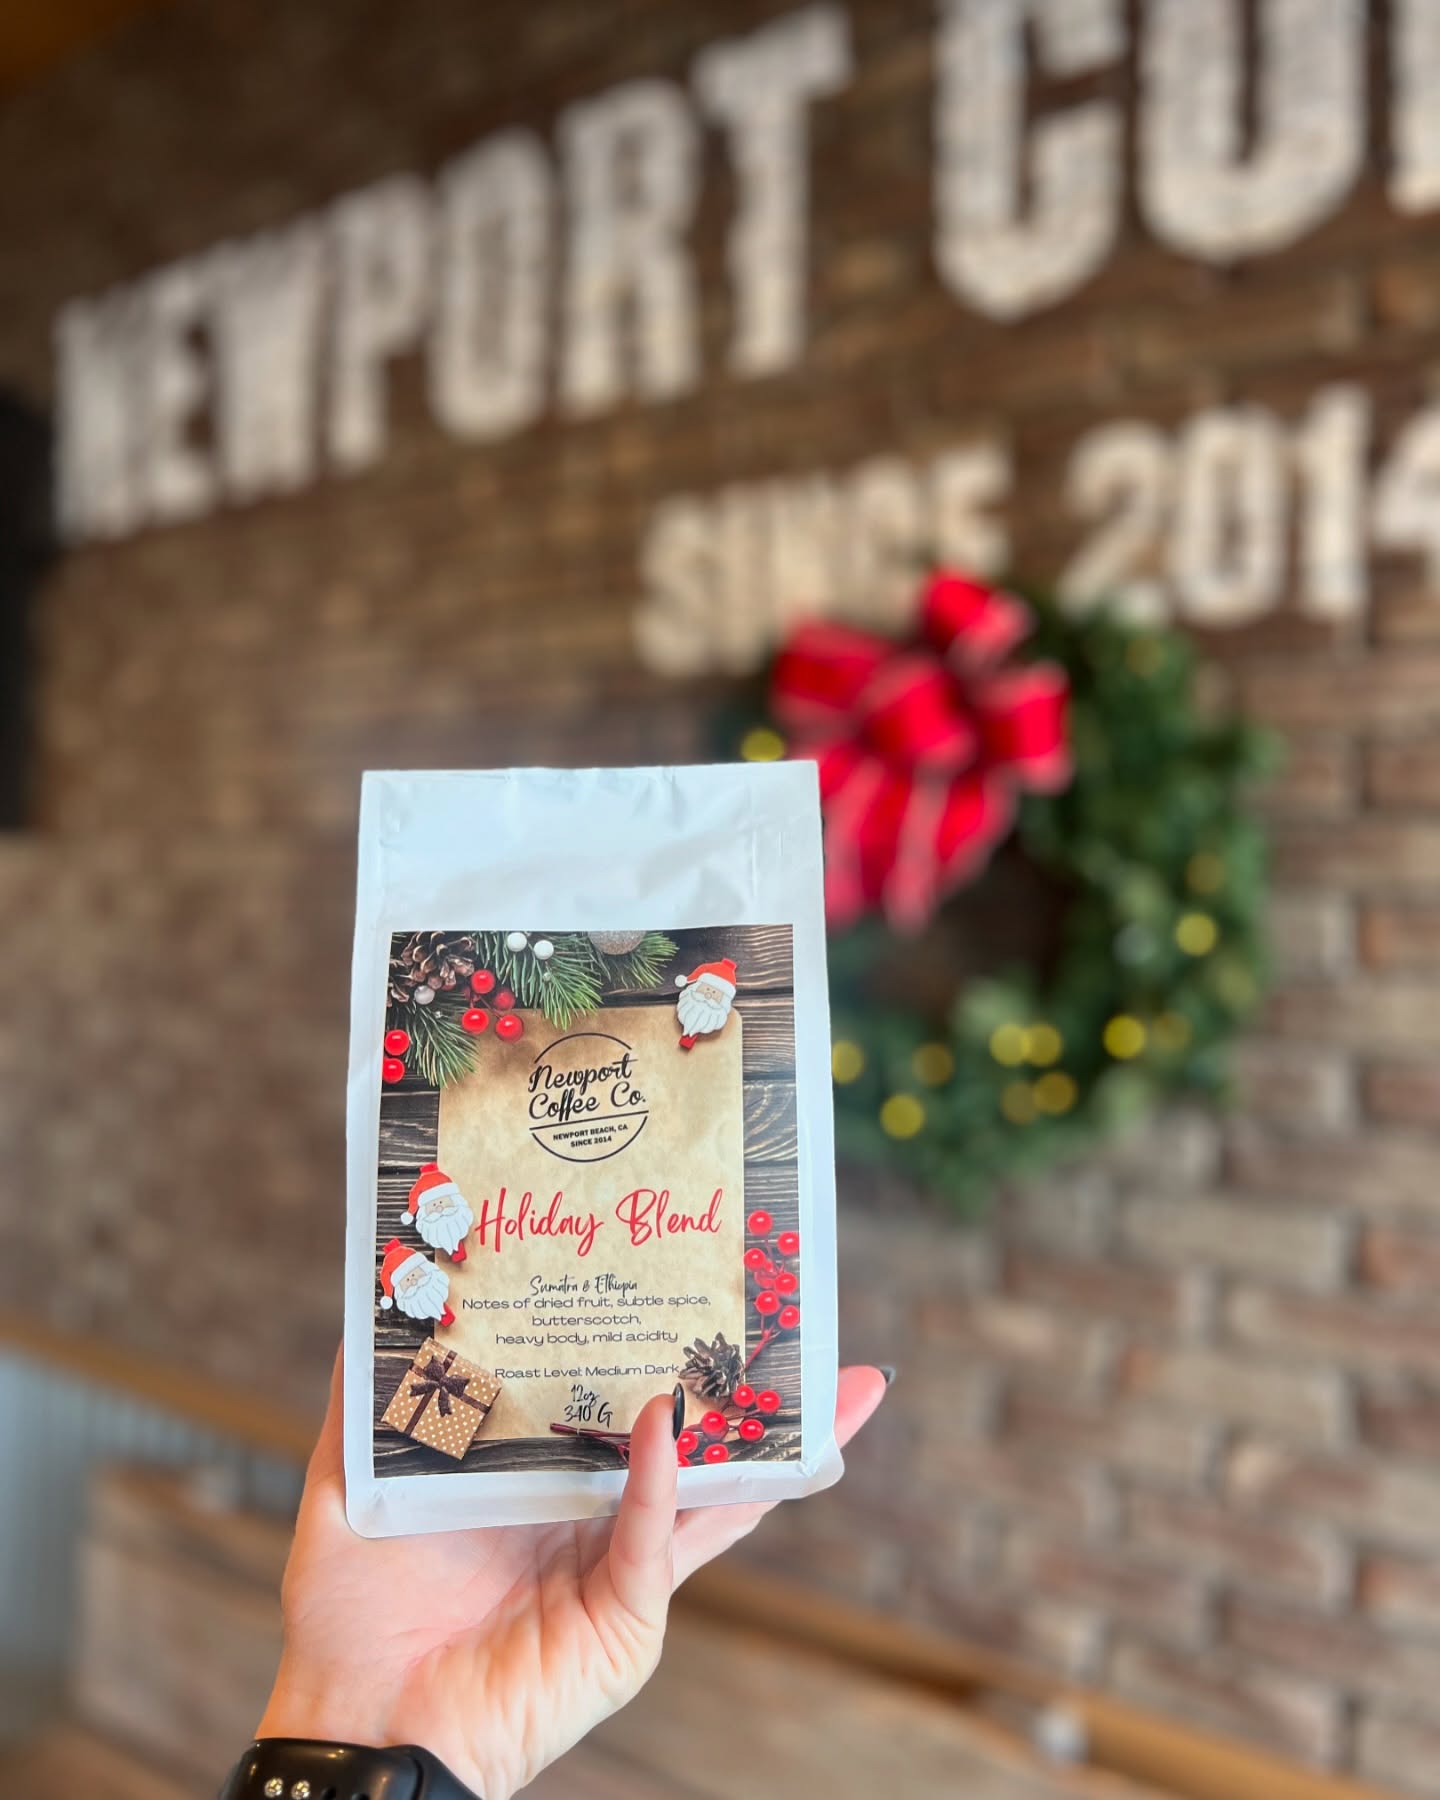 NEWPORT CO
SINCE 2014
Newport
Coffee Co.
NEWPORT BEACH, CA
SINCE 2014
Holiday Blend
Sumatra & Ethiopia
Notes of dried fruit, subtle spice,
butterscotch,
heavy body, mild acidity
Roast Level: Medium Dark
12oz
340 G